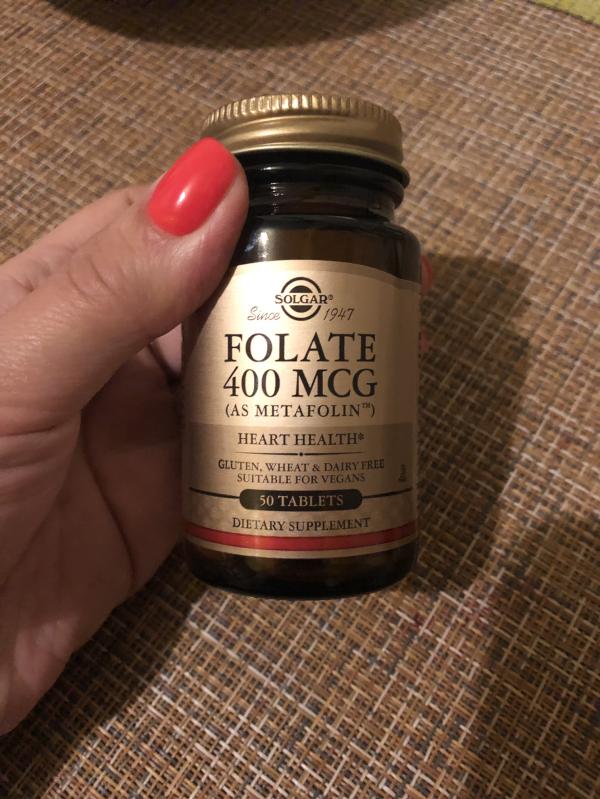 SOLGAR®
Since 1947
FOLATE
400 MCG
(AS METAFOLIN™)
HEART HEALTH*
GLUTEN, WHEAT & DAIRY FREE
SUITABLE FOR VEGANS
50 TABLETS
DIETARY SUPPLEMENT